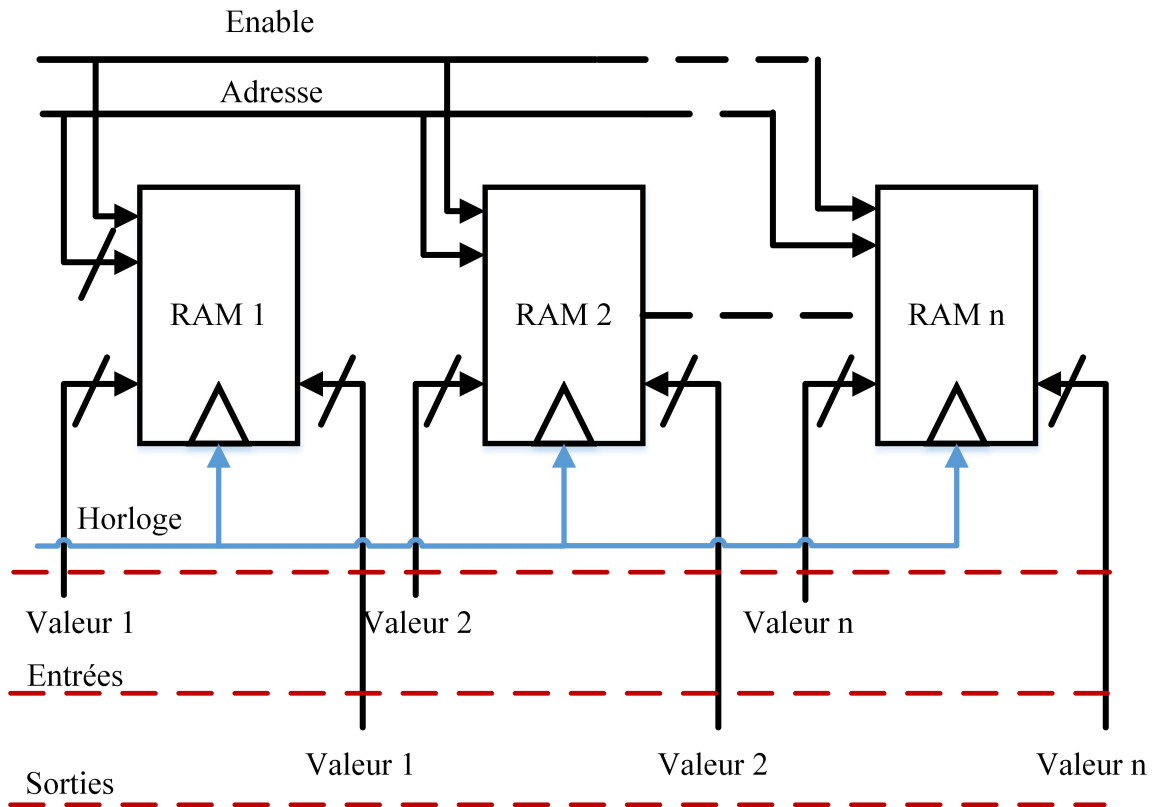 Enable
Adresse
RAM 1
RAM 2
RAM n
Horloge
Valeur 1
Valeur 2
Valeur n
Entrées
Valeur 1
Valeur 2
Valeur n
Sorties